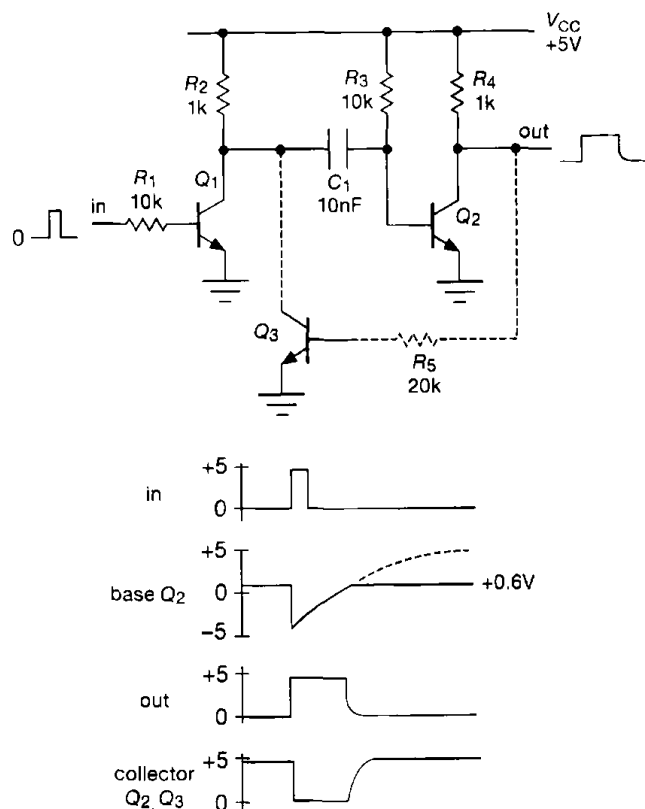 VCC
+5V
R2
1k
R3
10k
R4
1k
out
C1
10nF
Q1
R1
10k
in
0
Q2
Q3
R5
20k
in
+5
0
base Q2
+5
0
−5
+0.6V
out
+5
0
collector
Q2, Q3
+5
0